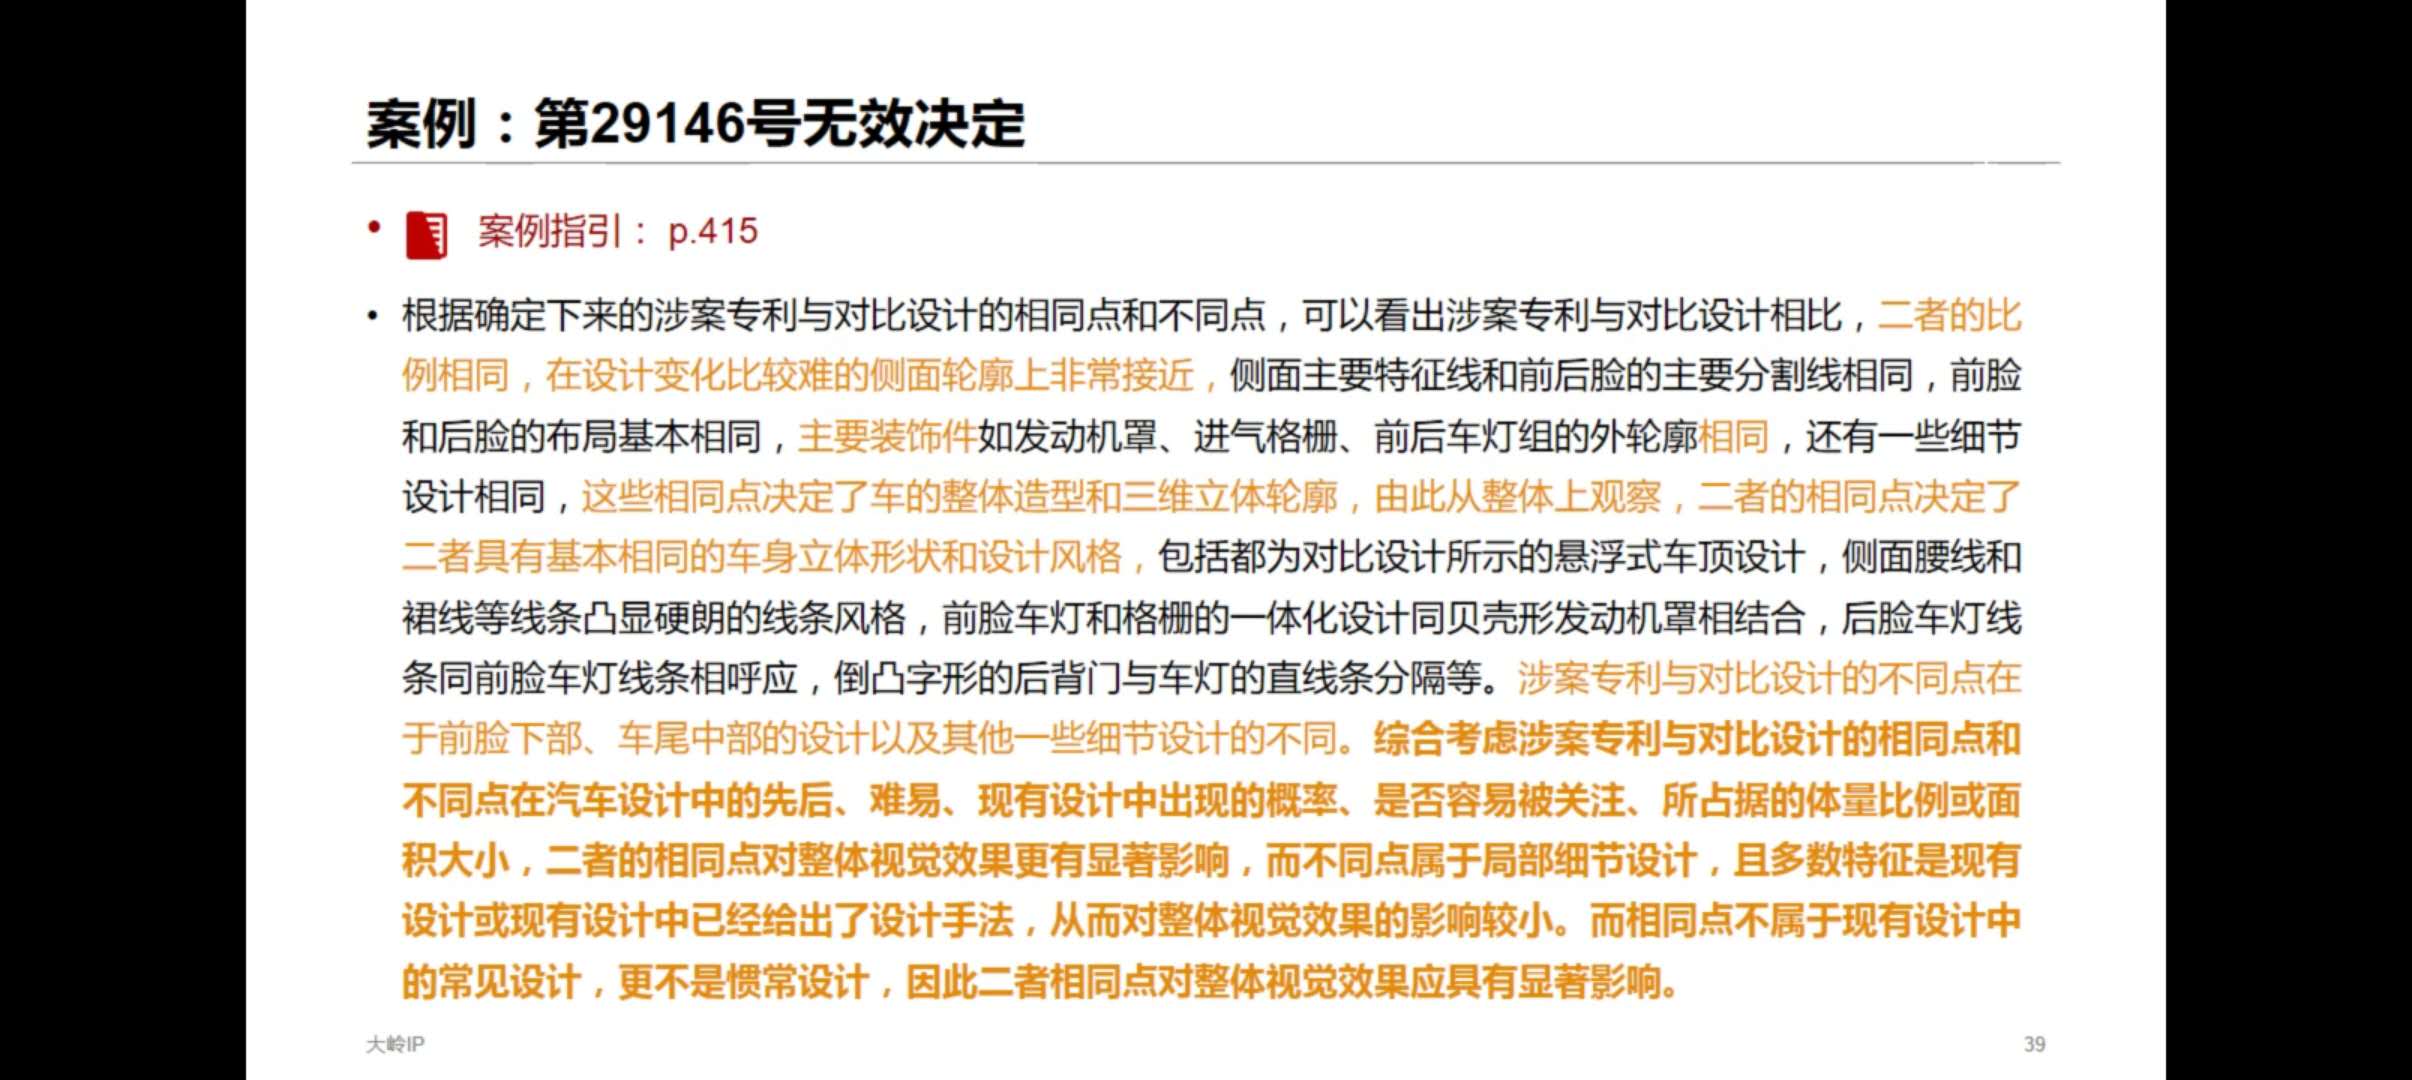 案例：第29146号无效决定
• 案例指引： p.415
• 根据确定下来的涉案专利与对比设计的相同点和不同点，可以看出涉案专利与对比设计相比，二者的比
例相同，在设计变化比较难的侧面轮廓上非常接近，侧面主要特征线和前后脸的主要分割线相同，前脸
和后脸的布局基本相同，主要装饰件如发动机罩、进气格栅、前后车灯组的外轮廓相同，还有一些细节
设计相同，这些相同点决定了车的整体造型和三维立体轮廓，由此从整体上观察，二者的相同点决定了
二者具有基本相同的车身立体形状和设计风格，包括都为对比设计所示的悬浮式车顶设计，侧面腰线和
裙线等线条凸显硬朗的线条风格，前脸车灯和格栅的一体化设计同贝壳形发动机罩相结合，后脸车灯线
条同前脸车灯线条相呼应，倒凸字形的后背门与车灯的直线条分隔等。涉案专利与对比设计的不同点在
于前脸下部、车尾中部的设计以及其他一些细节设计的不同。综合考虑涉案专利与对比设计的相同点和
不同点在汽车设计中的先后、难易、现有设计中出现的概率、是否容易被关注、所占据的体量比例或面
积大小，二者的相同点对整体视觉效果更有显著影响，而不同点属于局部细节设计，且多数特征是现有
设计或现有设计中已经给出了设计手法，从而对整体视觉效果的影响较小。而相同点不属于现有设计中
的常见设计，更不是惯常设计，因此二者相同点对整体视觉效果应具有显著影响。
大岭IP
39